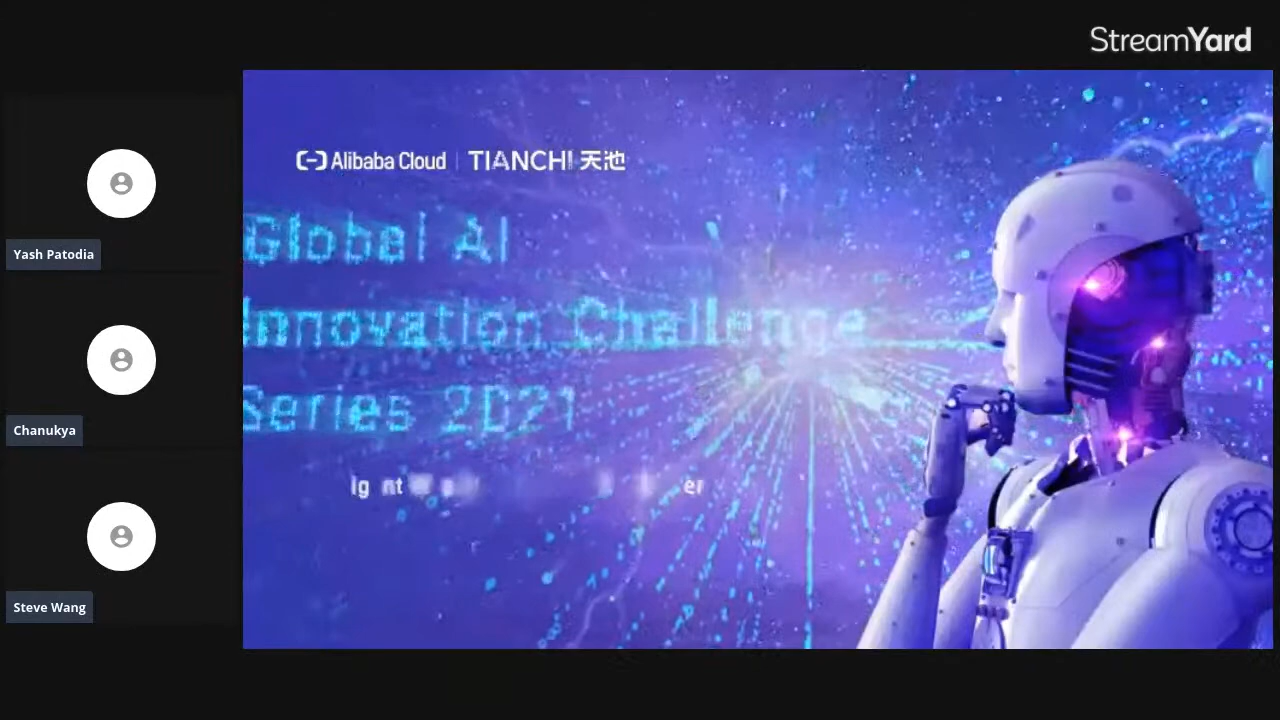 StreamYard
Alibaba Cloud | TIANCHI 天池
Global AI
Innovation Challenge
Series 2021
Yash Patodia
Chanukya
Steve Wang